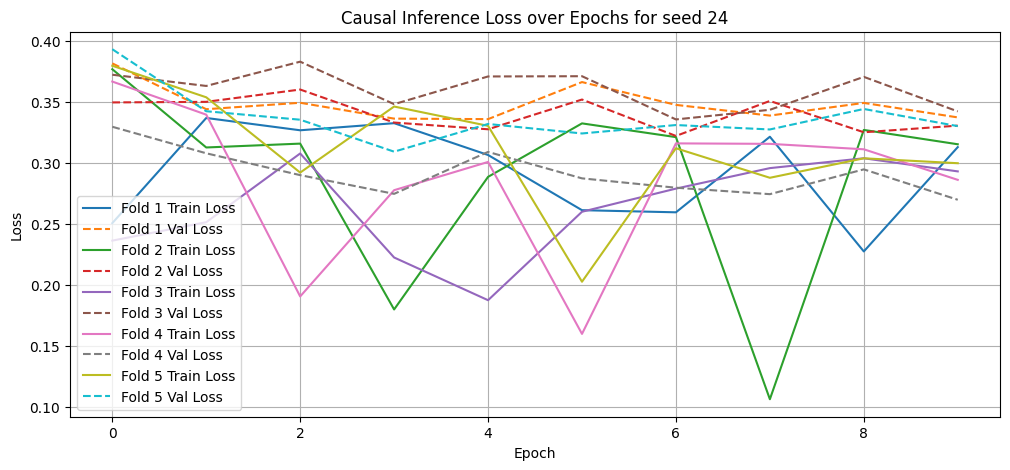 Causal Inference Loss over Epochs for seed 24
Loss
0.40
0.35
0.30
0.25
0.20
0.15
0.10
Fold 1 Train Loss
Fold 1 Val Loss
Fold 2 Train Loss
Fold 2 Val Loss
Fold 3 Train Loss
Fold 3 Val Loss
Fold 4 Train Loss
Fold 4 Val Loss
Fold 5 Train Loss
Fold 5 Val Loss
0 2 4 6 8
Epoch